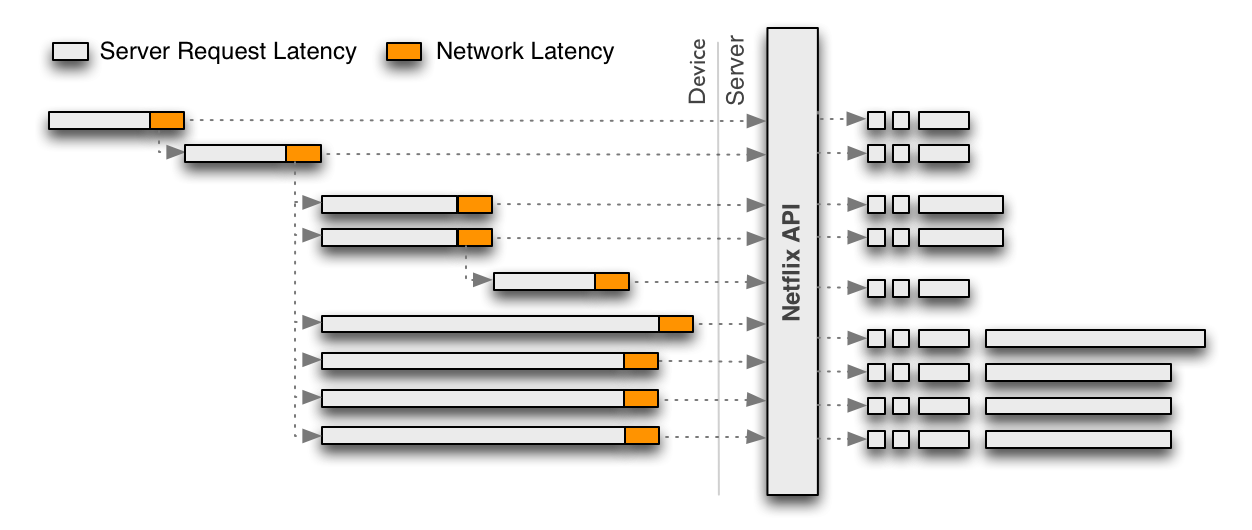 Server Request Latency
Network Latency
Device
Server
Netflix API